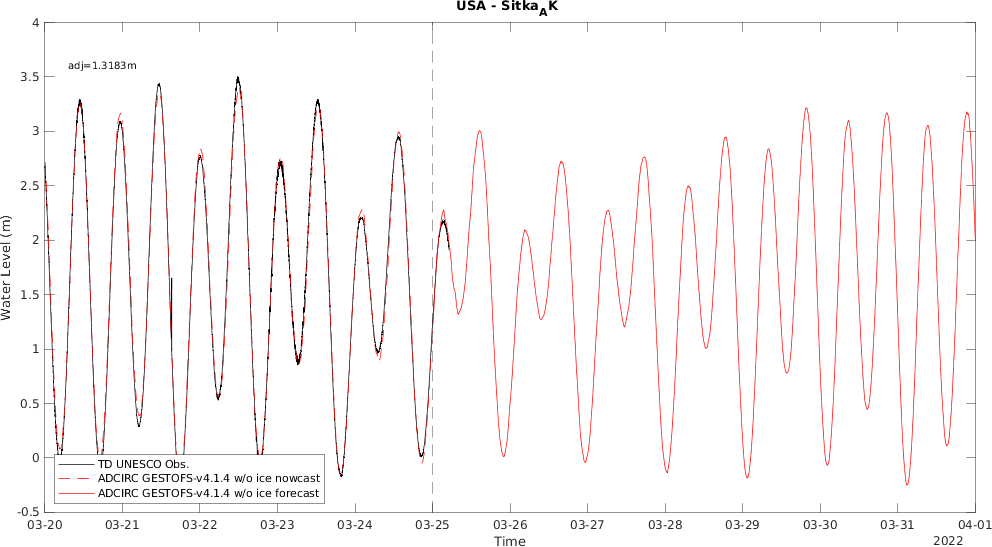 USA - Sitka_AK
adj=1.3183m
4
3.5
3
2.5
2
1.5
1
0.5
0
-0.5
Water Level (m)
TD UNESCO Obs.
ADCIRC GESTOFS-v4.1.4 w/o ice nowcast
ADCIRC GESTOFS-v4.1.4 w/o ice forecast
03-20 03-21 03-22 03-23 03-24 03-25 03-26 03-27 03-28 03-29 03-30 03-31 04-01
Time
2022